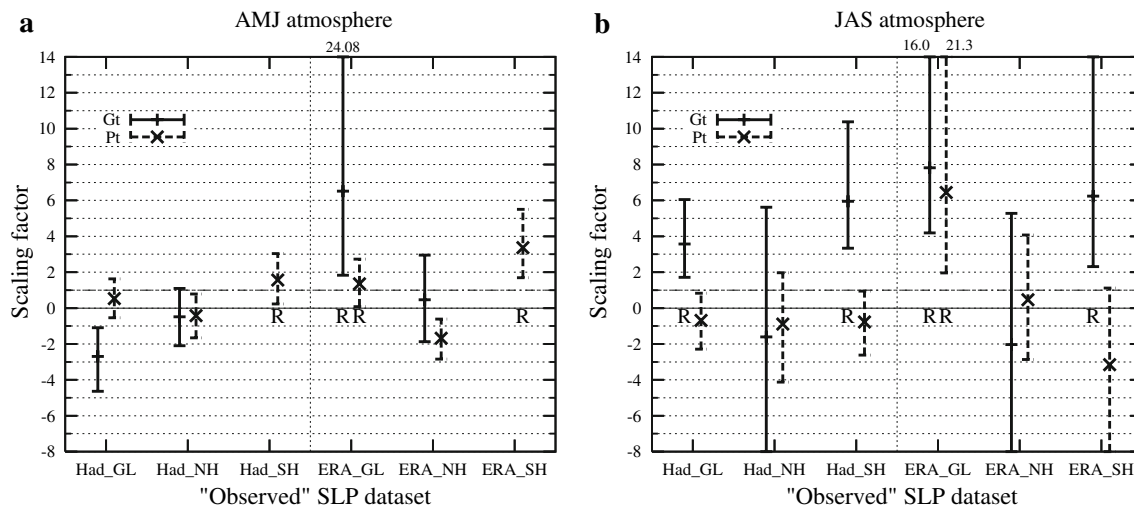 a
AMJ atmosphere
24.08
14
12
10
8
6
4
2
0
-2
-4
-6
-8
Scaling factor
Gt
Pt
R
R R
R
Had_GL Had_NH Had_SH ERA_GL ERA_NH ERA_SH
"Observed" SLP dataset
b
JAS atmosphere
16.0 21.3
14
12
10
8
6
4
2
0
-2
-4
-6
-8
Scaling factor
Gt
Pt
R
R
R R
R
Had_GL Had_NH Had_SH ERA_GL ERA_NH ERA_SH
"Observed" SLP dataset